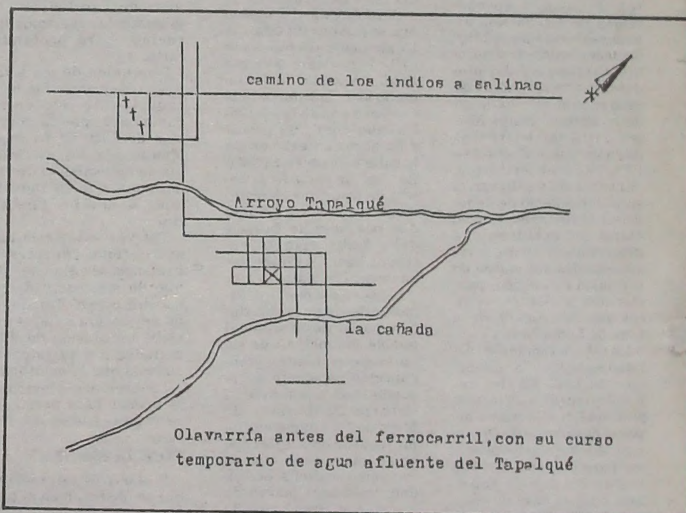 camino de los indios a salinas
Arroyo Tapalqué
la cañada
Olavarría antes del ferrocarril, con su curso
temporario de agua afluente del Tapalqué